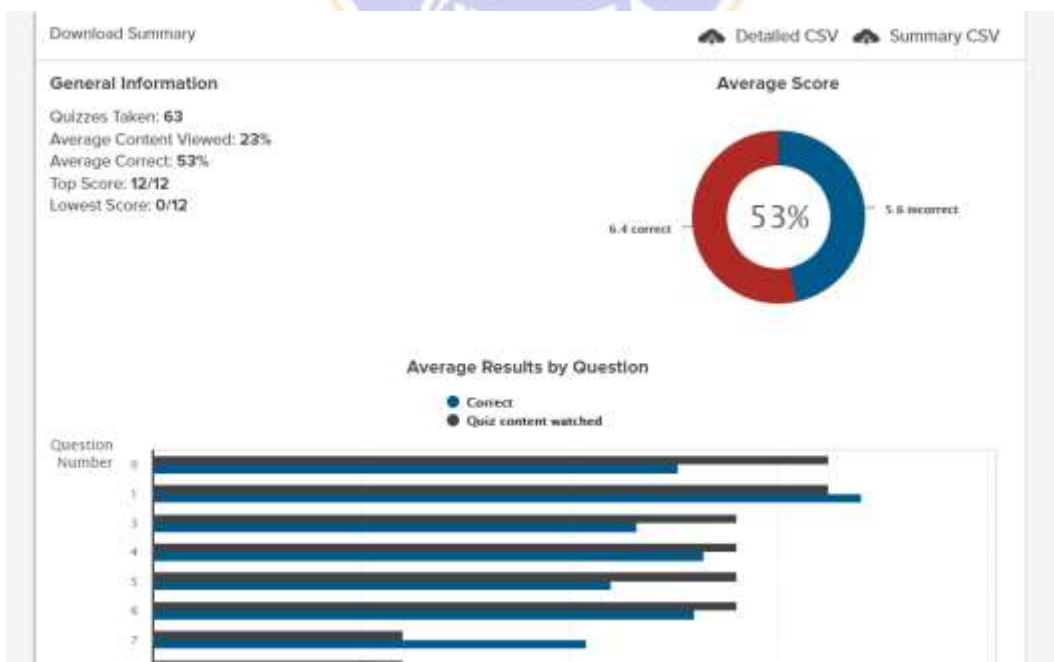 Download Summary
Detailed CSV
Summary CSV
General Information
Quizzes Taken: 63
Average Content Viewed: 23%
Average Correct: 53%
Top Score: 12/12
Lowest Score: 0/12
Average Score
53%
6.4 correct
5.6 incorrect
Average Results by Question
Correct
Quiz content watched
Question
Number
0
1
3
4
5
6
7